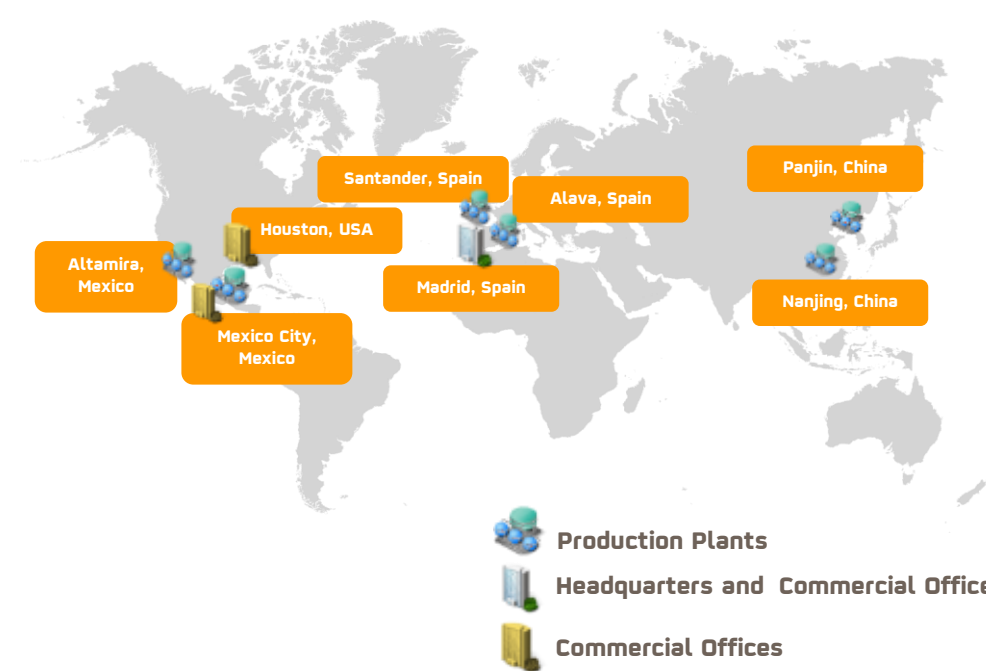 Santander, Spain
Panjin, China
Alava, Spain
Houston, USA
Altamira,
Mexico
Madrid, Spain
Nanjing, China
Mexico City,
Mexico
Production Plants
Headquarters and Commercial Office
Commercial Offices